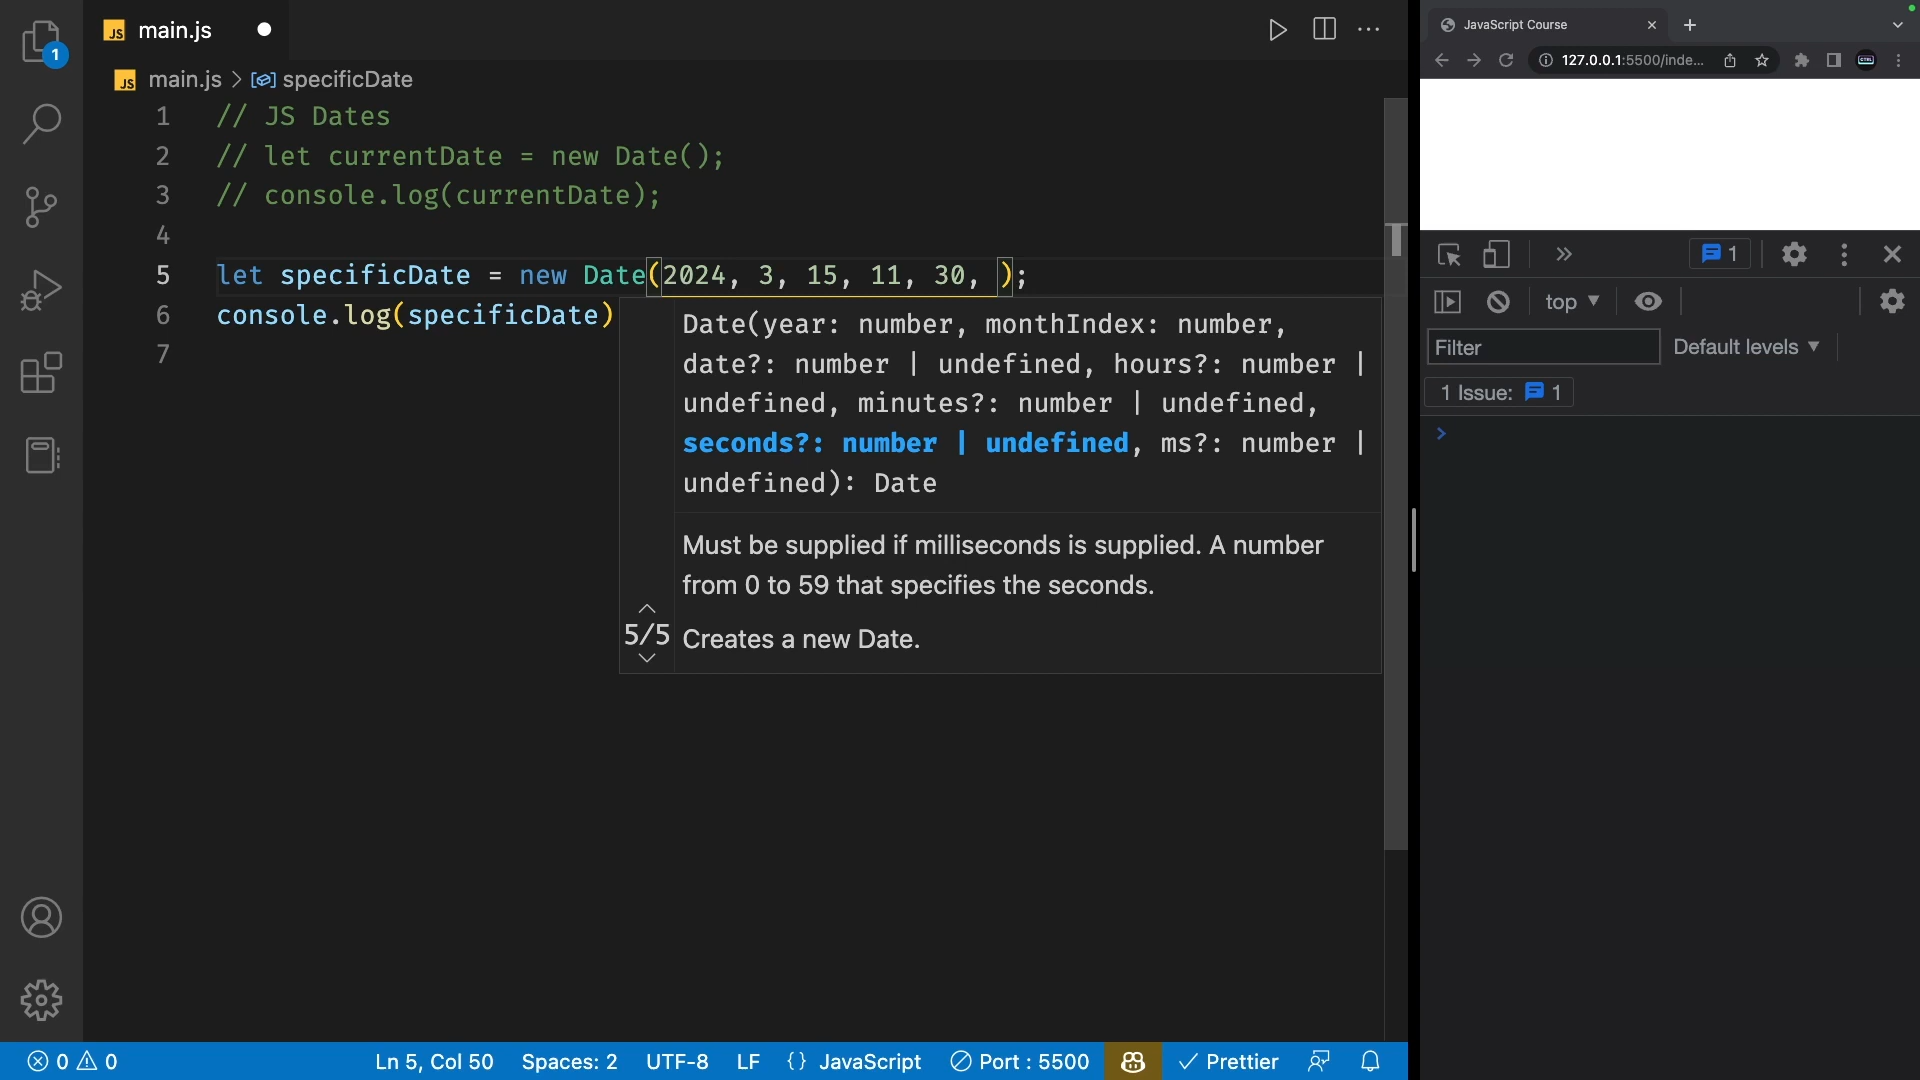 main.js
main.js > specificDate
1 // JS Dates
2 // let currentDate = new Date();
3 // console.log(currentDate);
4
5 let specificDate = new Date(2024, 3, 15, 11, 30, );
6 console.log(specificDate)
7
Date(year: number, monthIndex: number,
date?: number | undefined, hours?: number |
undefined, minutes?: number | undefined,
seconds?: number | undefined, ms?: number |
undefined): Date
Must be supplied if milliseconds is supplied. A number
from 0 to 59 that specifies the seconds.
5/5 Creates a new Date.
1
0 0 Ln 5, Col 50 Spaces: 2 UTF-8 LF {} JavaScript Port : 5500 Prettier
JavaScript Course
127.0.0.1:5500/inde...
1
top
Filter Default levels
1 Issue: 1